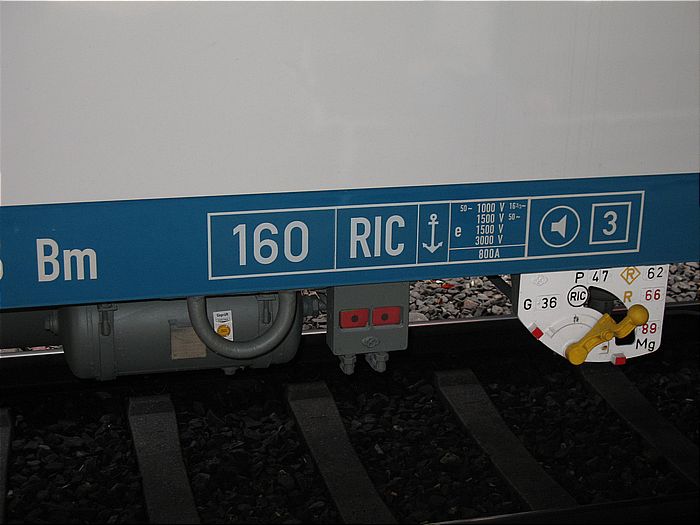 Bm
160
RIC
e
50~ 1000 V 16⅔~
1500 V 50~
1500 V
3000 V
800A
3
P 47
R 62
G 36
RIC
R 66
89
Mg
Geprüft